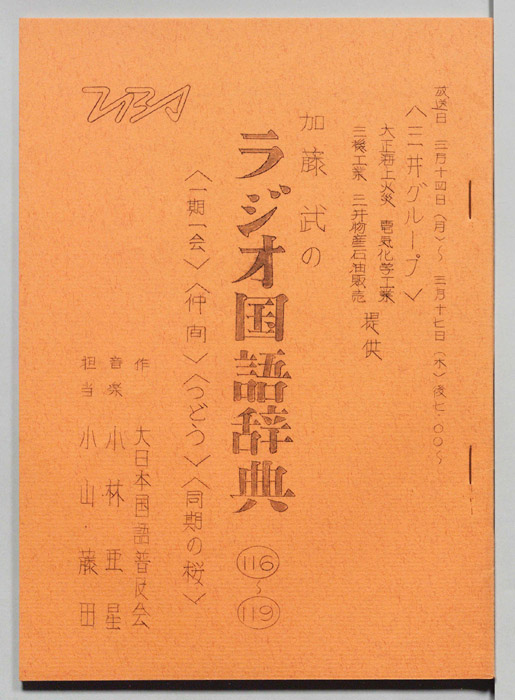 放送日 三月十四日（月）〜 三月十七日（木）後七・〇〇〜
〈三井グループ〉
大正海上火災 電気化学工業
三機工業 三井物産石油販売
提供
加藤武の
ラジオ国語辞典 116〜119
〈一期一会〉〈仲間〉〈つどう〉〈同期の桜〉
作 大日本国語普及会
音楽 小林亜星
担当 小山・藤田